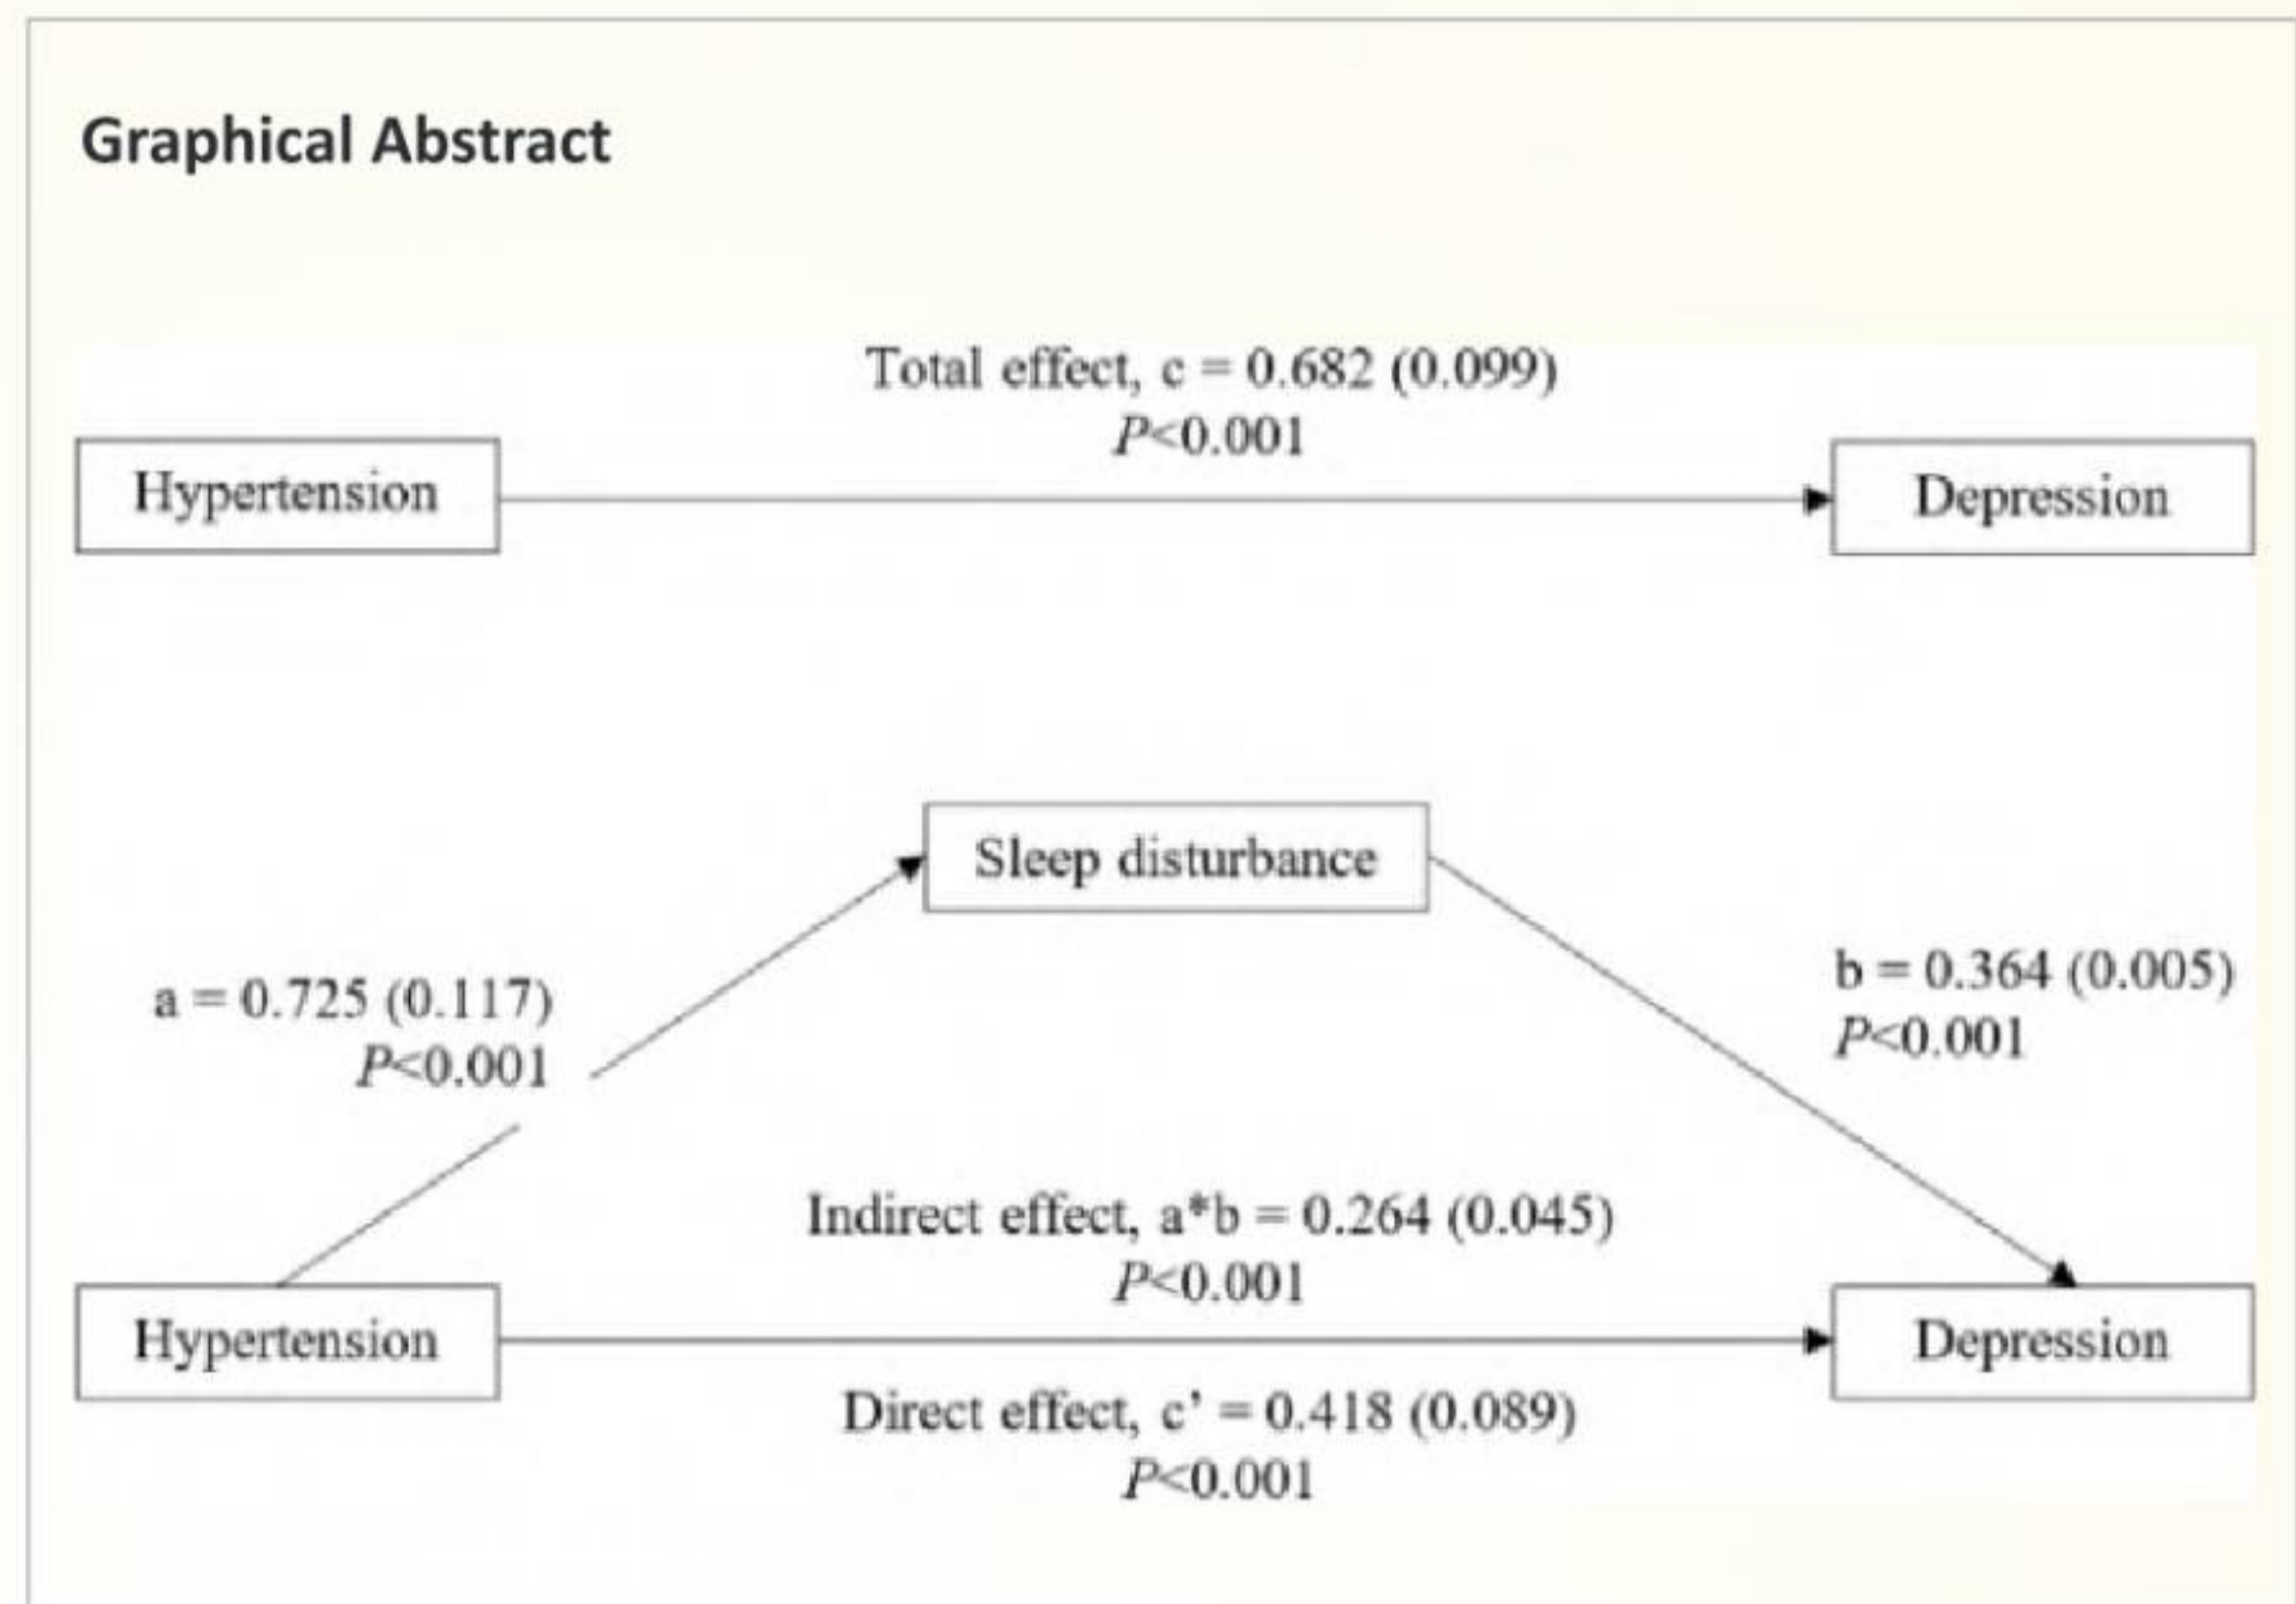 Graphical Abstract
Total effect, c = 0.682 (0.099)
P<0.001
Hypertension
Depression
Sleep disturbance
a = 0.725 (0.117)
P<0.001
b = 0.364 (0.005)
P<0.001
Indirect effect, a*b = 0.264 (0.045)
P<0.001
Hypertension
Depression
Direct effect, c’ = 0.418 (0.089)
P<0.001